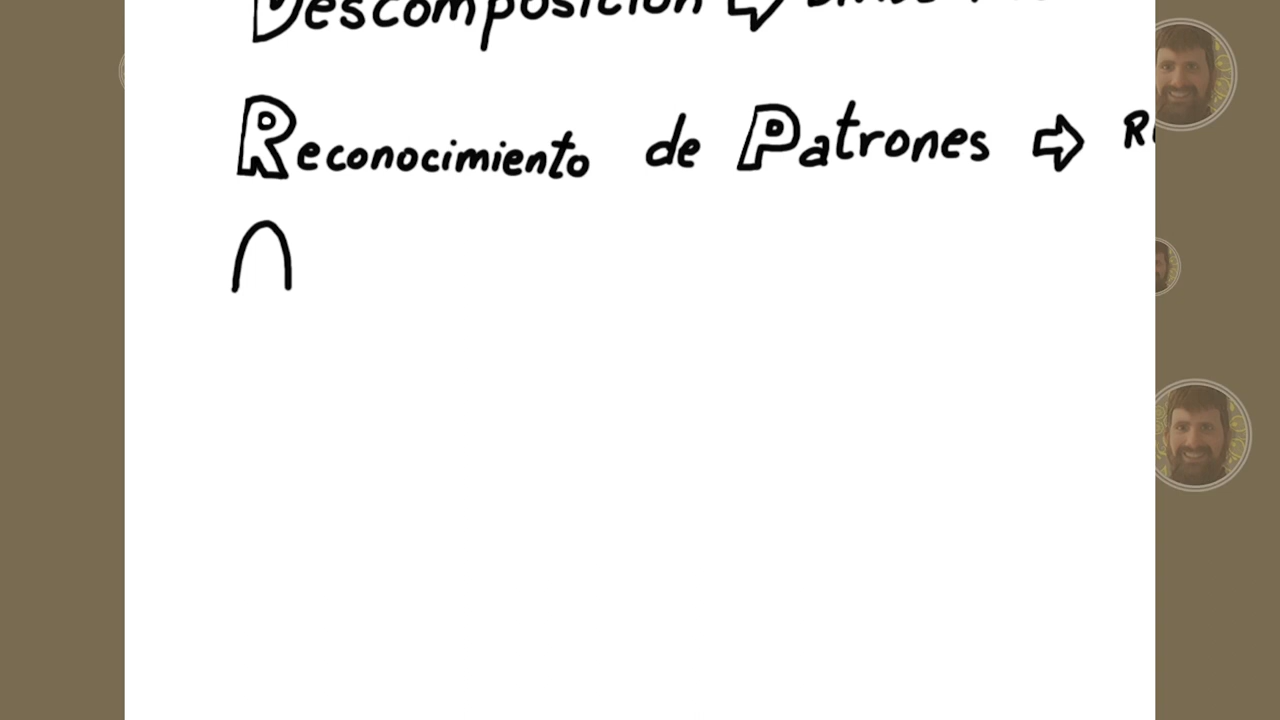 Descomposición ⇨
Reconocimiento de Patrones ⇨ R